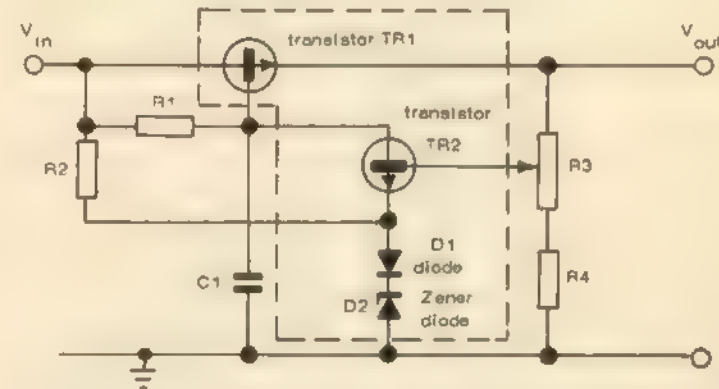 V in
transistor TR1
V out
R1
transistor
TR2
R2
R3
D1
diode
C1
D2
Zener
diode
R4